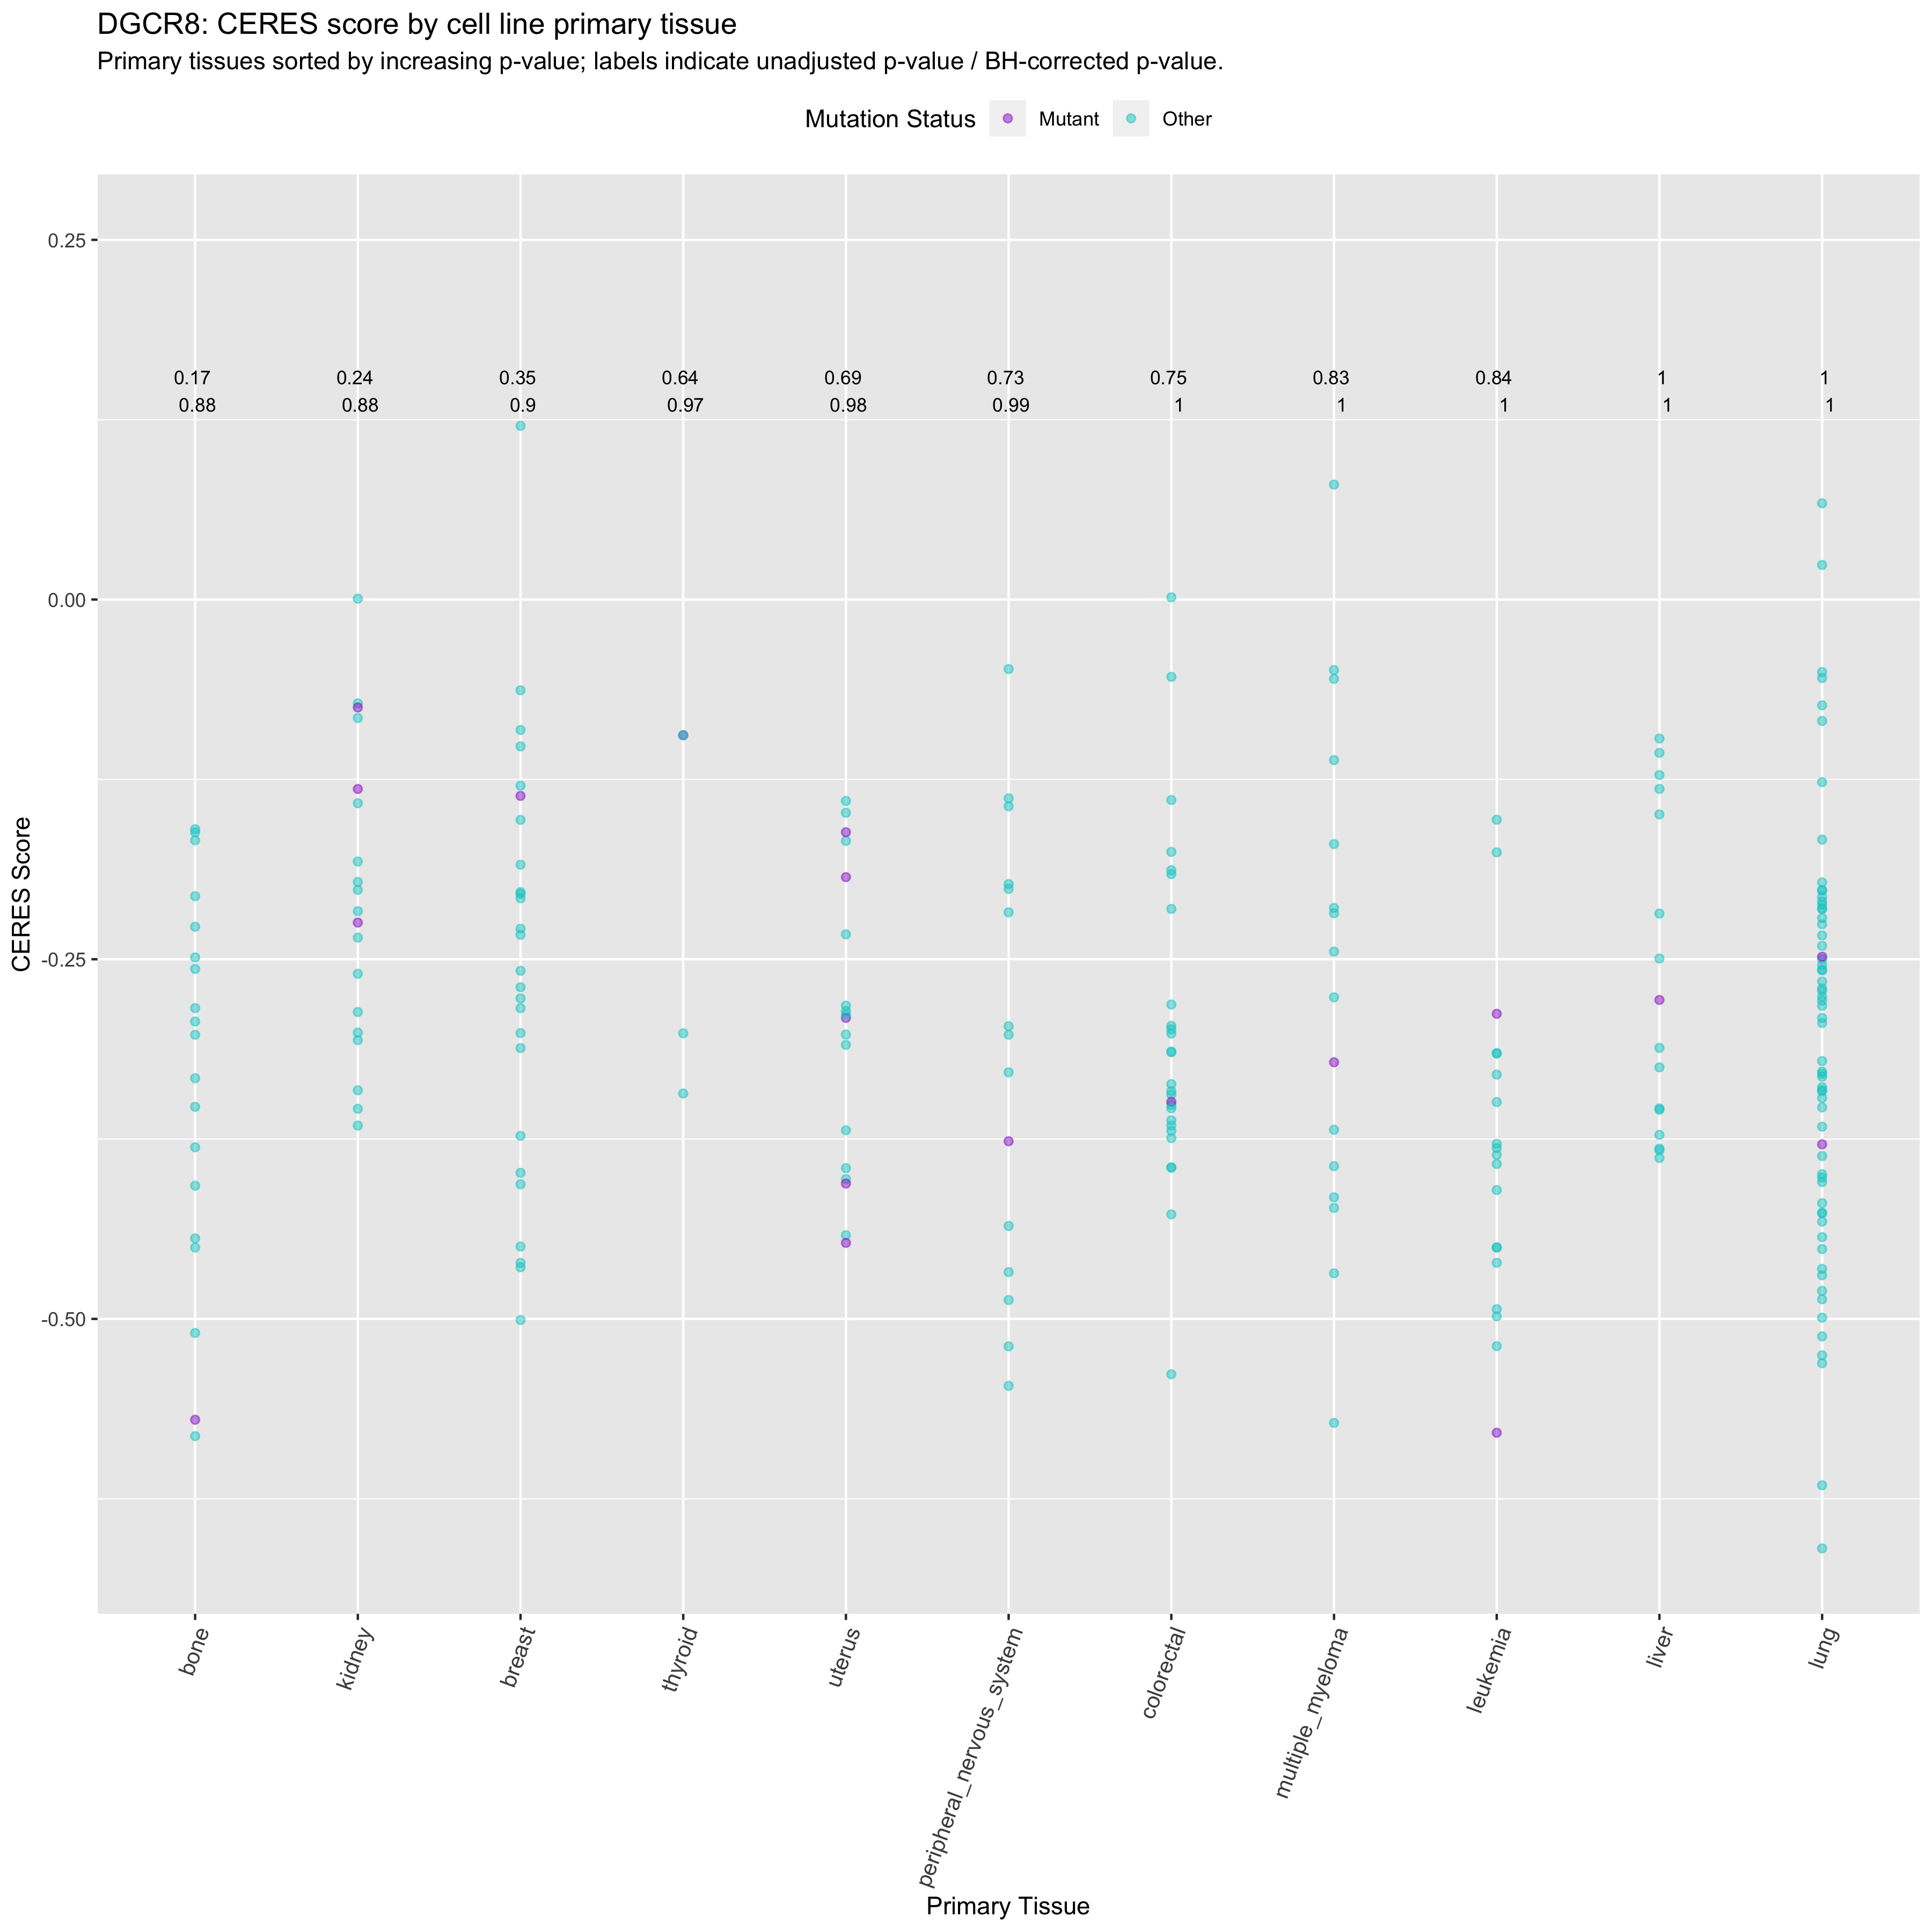 DGCR8: CERES score by cell line primary tissue
Primary tissues sorted by increasing p-value; labels indicate unadjusted p-value / BH-corrected p-value.
Mutation Status Mutant Other
0.25
0.17 0.24 0.35 0.64 0.69 0.73 0.75 0.83 0.84 1 1
0.88 0.88 0.9 0.97 0.98 0.99 1 1 1 1 1
0.00
CERES Score
-0.25
-0.50
bone kidney breast thyroid uterus peripheral_nervous_system colorectal multiple_myeloma leukemia liver lung
Primary Tissue